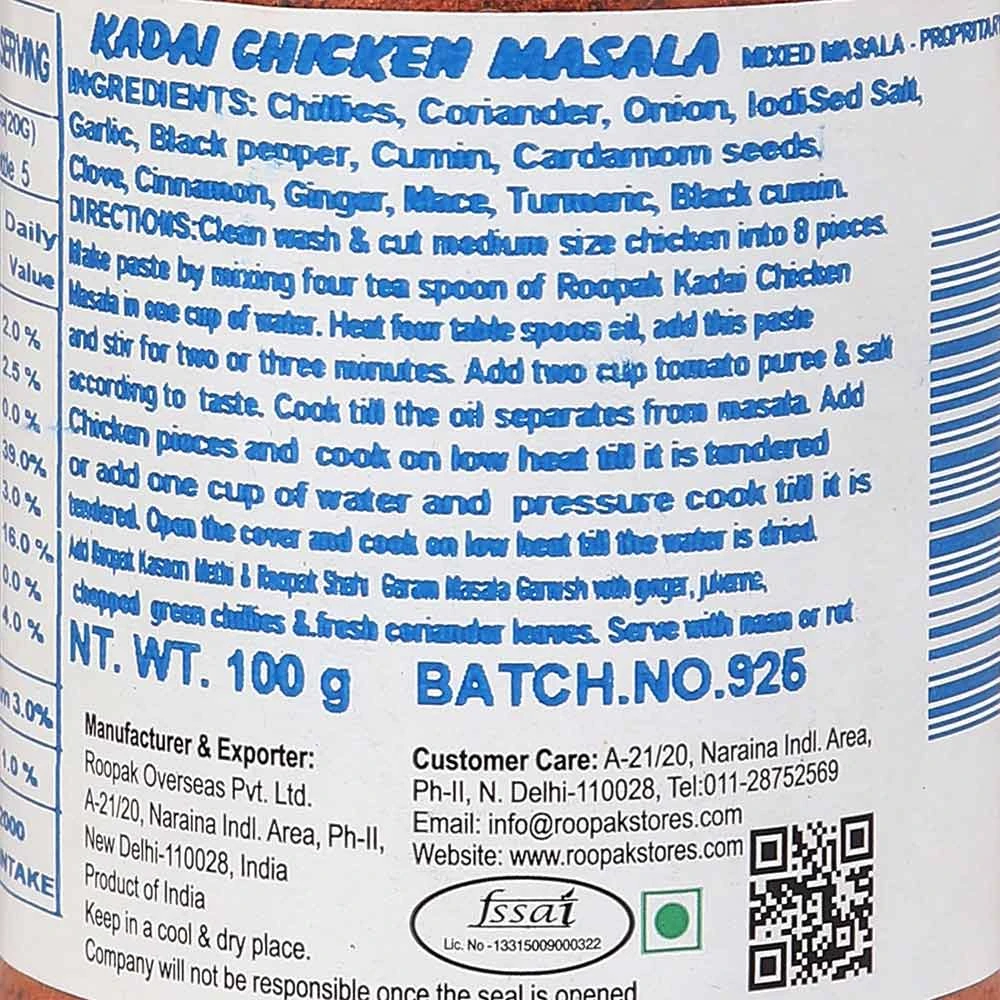 SERVING
(20G)
5
Daily
Value
2.0 %
2.5 %
0.0 %
39.0%
3.0 %
16.0 %
0.0 %
4.0 %
3.0%
1.0 %
2000
INTAKE
KADAI CHICKEN MASALA MIXED MASALA - PROPRITAR
INGREDIENTS: Chillies, Coriander, Onion, IodiSed Salt,
Garlic, Black pepper, Cumin, Cardamom seeds,
Clove, Cinnamon, Ginger, Mace, Turmeric, Black cumin.
DIRECTIONS:Clean wash & cut medium size chicken into 8 pieces.
Make paste by mixing four tea spoon of Roopak Kadai Chicken
Masala in one cup of water. Heat four table spoon oil, add this paste
and stir for two or three minutes. Add two cup tomato puree & salt
according to taste. Cook till the oil separates from masala. Add
Chicken pieces and cook on low heat till it is tendered
or add one cup of water and pressure cook till it is
tendered. Open the cover and cook on low heat till the water is dried.
Add Roopak Kasoori Methi & Roopak Shahi Garam Masala Garnish with ginger, julienne,
chopped green chillies & fresh coriander leaves. Serve with naan or roti
NT. WT. 100 g BATCH.NO.925
Manufacturer & Exporter:
Roopak Overseas Pvt. Ltd.
A-21/20, Naraina Indl. Area, Ph-II,
New Delhi-110028, India
Product of India
Keep in a cool & dry place.
Company will not be responsible once the seal is opened
Customer Care: A-21/20, Naraina Indl. Area,
Ph-II, N. Delhi-110028, Tel:011-28752569
Email: info@roopakstores.com
Website: www.roopakstores.com
fssai
Lic. No -13315009000322